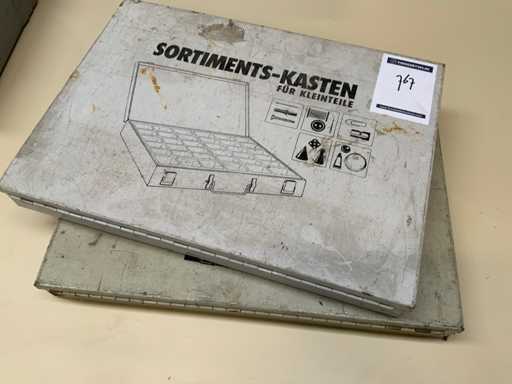 SORTIMENTS-KASTEN
FÜR KLEINTEILE
767